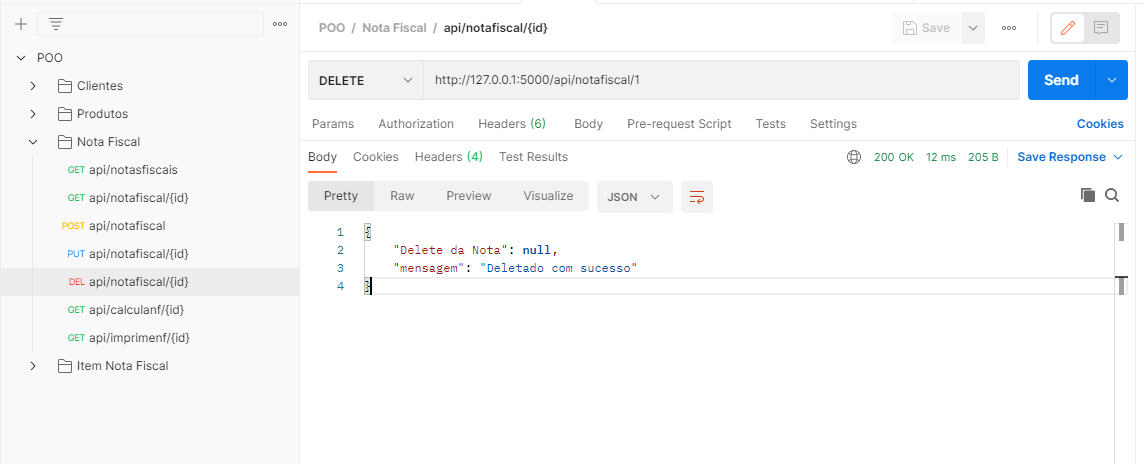 POO
Clientes
Produtos
Nota Fiscal
GET api/notasfiscais
GET api/notafiscal/{id}
POST api/notafiscal
PUT api/notafiscal/{id}
DEL api/notafiscal/{id}
GET api/calculanf/{id}
GET api/imprimenf/{id}
Item Nota Fiscal
POO / Nota Fiscal / api/notafiscal/{id}
Save
DELETE http://127.0.0.1:5000/api/notafiscal/1 Send
Params Authorization Headers (6) Body Pre-request Script Tests Settings Cookies
Body Cookies Headers (4) Test Results 200 OK 12 ms 205 B Save Response
Pretty Raw Preview Visualize JSON
1 {
2 "Delete da Nota": null,
3 "mensagem": "Deletado com sucesso"
4 }